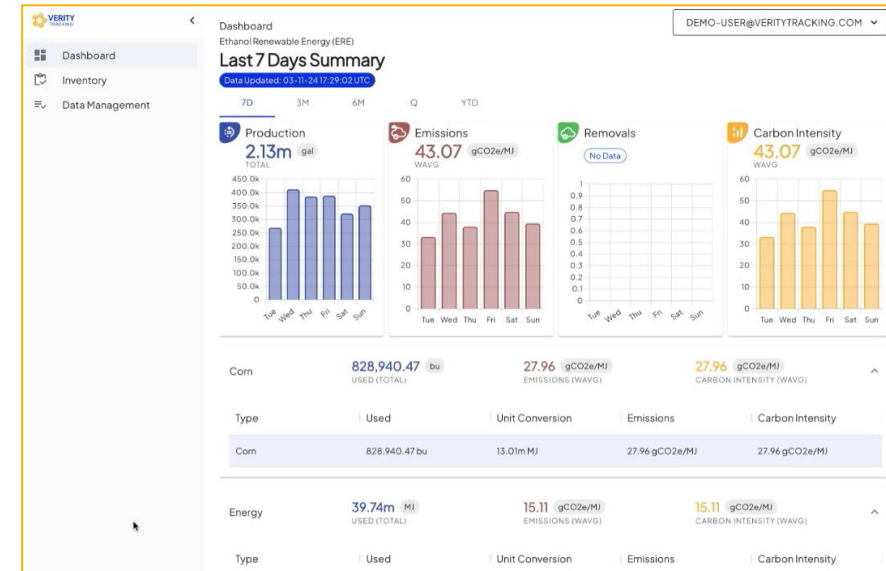 VERITY
TRACKING
DEMO-USER@VERITYTRACKING.COM
Dashboard
Inventory
Data Management
Dashboard
Ethanol Renewable Energy (ERE)
Last 7 Days Summary
Data Updated: 03-11-24 17:29:02 UTC
7D 3M 6M Q YTD
Production
2.13m gal
TOTAL
450.0k
400.0k
350.0k
300.0k
250.0k
200.0k
150.0k
100.0k
50.0k
0
Tue Wed Thu Fri Sat Sun
Emissions
43.07 gCO2e/MJ
WAVG
60
50
40
30
20
10
0
Tue Wed Thu Fri Sat Sun
Removals
No Data
1
0.9
0.8
0.7
0.6
0.5
0.4
0.3
0.2
0.1
0
Tue Wed Thu Fri Sat Sun
Carbon Intensity
43.07 gCO2e/MJ
WAVG
60
50
40
30
20
10
0
Tue Wed Thu Fri Sat Sun
Corn 828,940.47 bu 27.96 gCO2e/MJ 27.96 gCO2e/MJ
USED (TOTAL) EMISSIONS (WAVG) CARBON INTENSITY (WAVG)
Type Used Unit Conversion Emissions Carbon Intensity
Corn 828,940.47 bu 13.01m MJ 27.96 gCO2e/MJ 27.96 gCO2e/MJ
Energy 39.74m MJ 15.11 gCO2e/MJ 15.11 gCO2e/MJ
USED (TOTAL) EMISSIONS (WAVG) CARBON INTENSITY (WAVG)
Type Used Unit Conversion Emissions Carbon Intensity